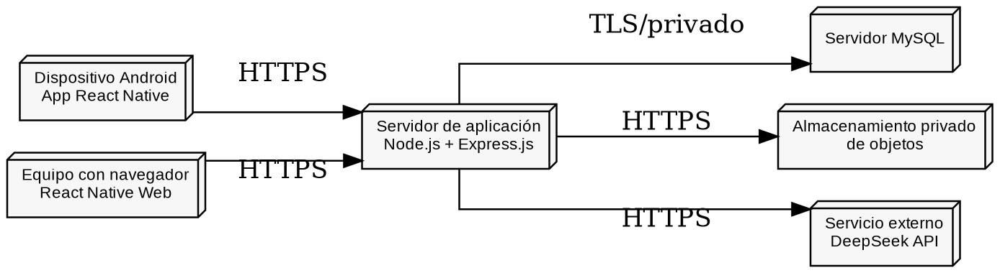 Dispositivo Android
App React Native
HTTPS
Equipo con navegador
React Native Web
HTTPS
Servidor de aplicación
Node.js + Express.js
TLS/privado
Servidor MySQL
HTTPS
Almacenamiento privado
de objetos
HTTPS
Servicio externo
DeepSeek API